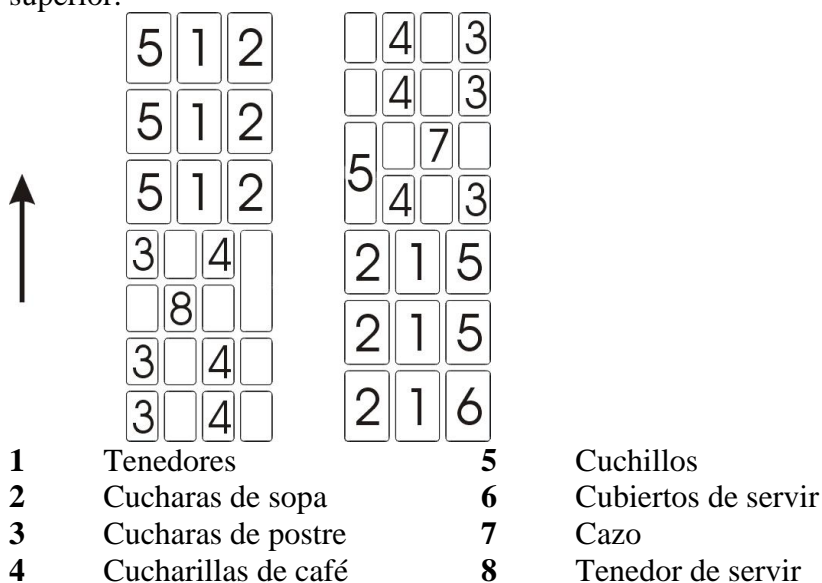 superior.
5 1 2 4 3
5 1 2 4 3
5 7
5 1 2 4 3
3 4 2 1 5
8
3 4 2 1 5
3 4 2 1 6
1 Tenedores 5 Cuchillos
2 Cucharas de sopa 6 Cubiertos de servir
3 Cucharas de postre 7 Cazo
4 Cucharillas de café 8 Tenedor de servir